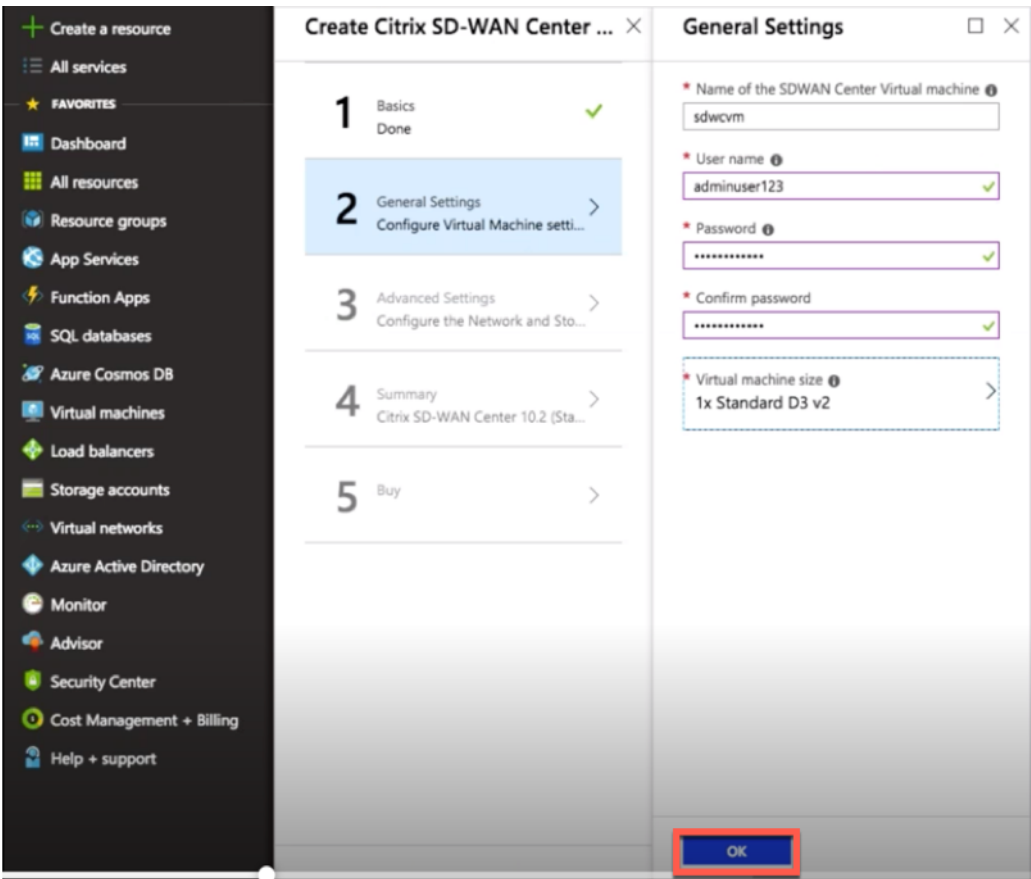 Create a resource
All services
FAVORITES
Dashboard
All resources
Resource groups
App Services
Function Apps
SQL databases
Azure Cosmos DB
Virtual machines
Load balancers
Storage accounts
Virtual networks
Azure Active Directory
Monitor
Advisor
Security Center
Cost Management + Billing
Help + support
Create Citrix SD-WAN Center ...
1
Basics
Done
2
General Settings
Configure Virtual Machine setti...
3
Advanced Settings
Configure the Network and Sto...
4
Summary
Citrix SD-WAN Center 10.2 (Sta...
5
Buy
General Settings
* Name of the SDWAN Center Virtual machine
sdwcvm
* User name
adminuser123
* Password
••••••••••••
* Confirm password
••••••••••••
* Virtual machine size
1x Standard D3 v2
OK